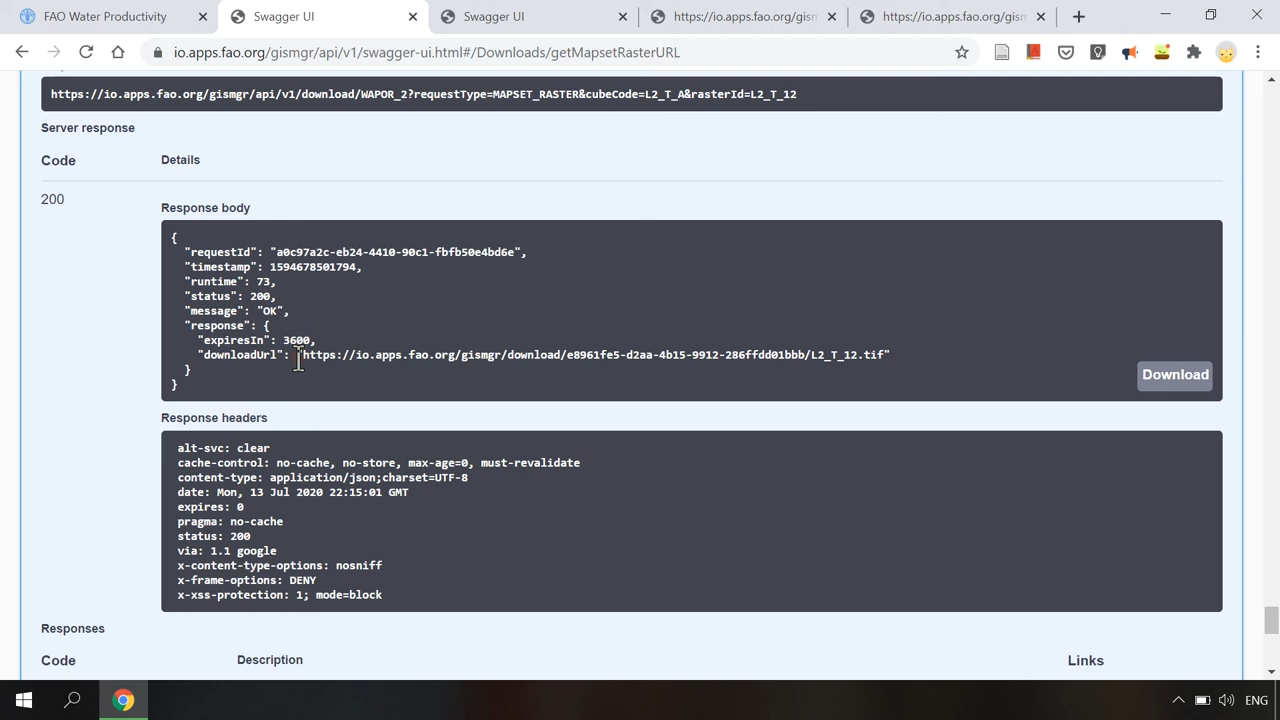 FAO Water Productivity
Swagger UI
Swagger UI
https://io.apps.fao.org/gism
https://io.apps.fao.org/gism
io.apps.fao.org/gismgr/api/v1/swagger-ui.html#/Downloads/getMapsetRasterURL
https://io.apps.fao.org/gismgr/api/v1/download/WAPOR_2?requestType=MAPSET_RASTER&cubeCode=L2_T_A&rasterId=L2_T_12
Server response
Code Details
200
Response body
{
"requestId": "a0c97a2c-eb24-4410-90c1-fbfb50e4bd6e",
"timestamp": 1594678501794,
"runtime": 73,
"status": 200,
"message": "OK",
"response": {
"expiresIn": 3600,
"downloadUrl": "https://io.apps.fao.org/gismgr/download/e8961fe5-d2aa-4b15-9912-286ffdd01bbb/L2_T_12.tif"
}
}
Download
Response headers
alt-svc: clear
cache-control: no-cache, no-store, max-age=0, must-revalidate
content-type: application/json;charset=UTF-8
date: Mon, 13 Jul 2020 22:15:01 GMT
expires: 0
pragma: no-cache
status: 200
via: 1.1 google
x-content-type-options: nosniff
x-frame-options: DENY
x-xss-protection: 1; mode=block
Responses
Code Description Links
ENG